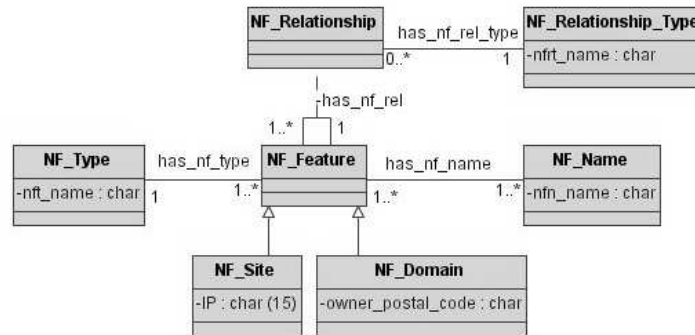 NF_Relationship
NF_Relationship_Type
has_nf_rel_type
0..*
1
-nfrt_name : char
-has_nf_rel
1..*
1
NF_Type
has_nf_type
NF_Feature
has_nf_name
NF_Name
-nft_name : char
1
1..*
1..*
1..*
-nfn_name : char
NF_Site
NF_Domain
-IP : char (15)
-owner_postal_code : char